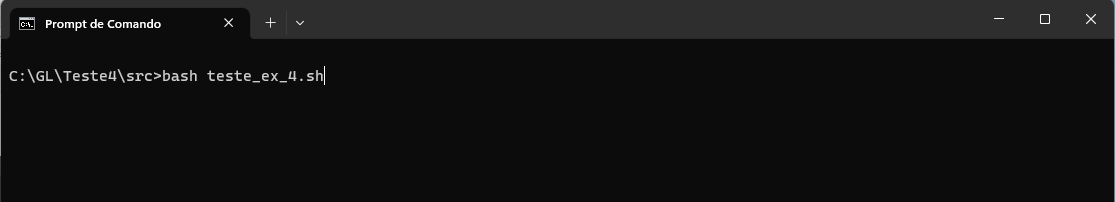 Prompt de Comando
C:\GL\Teste4\src>bash teste_ex_4.sh